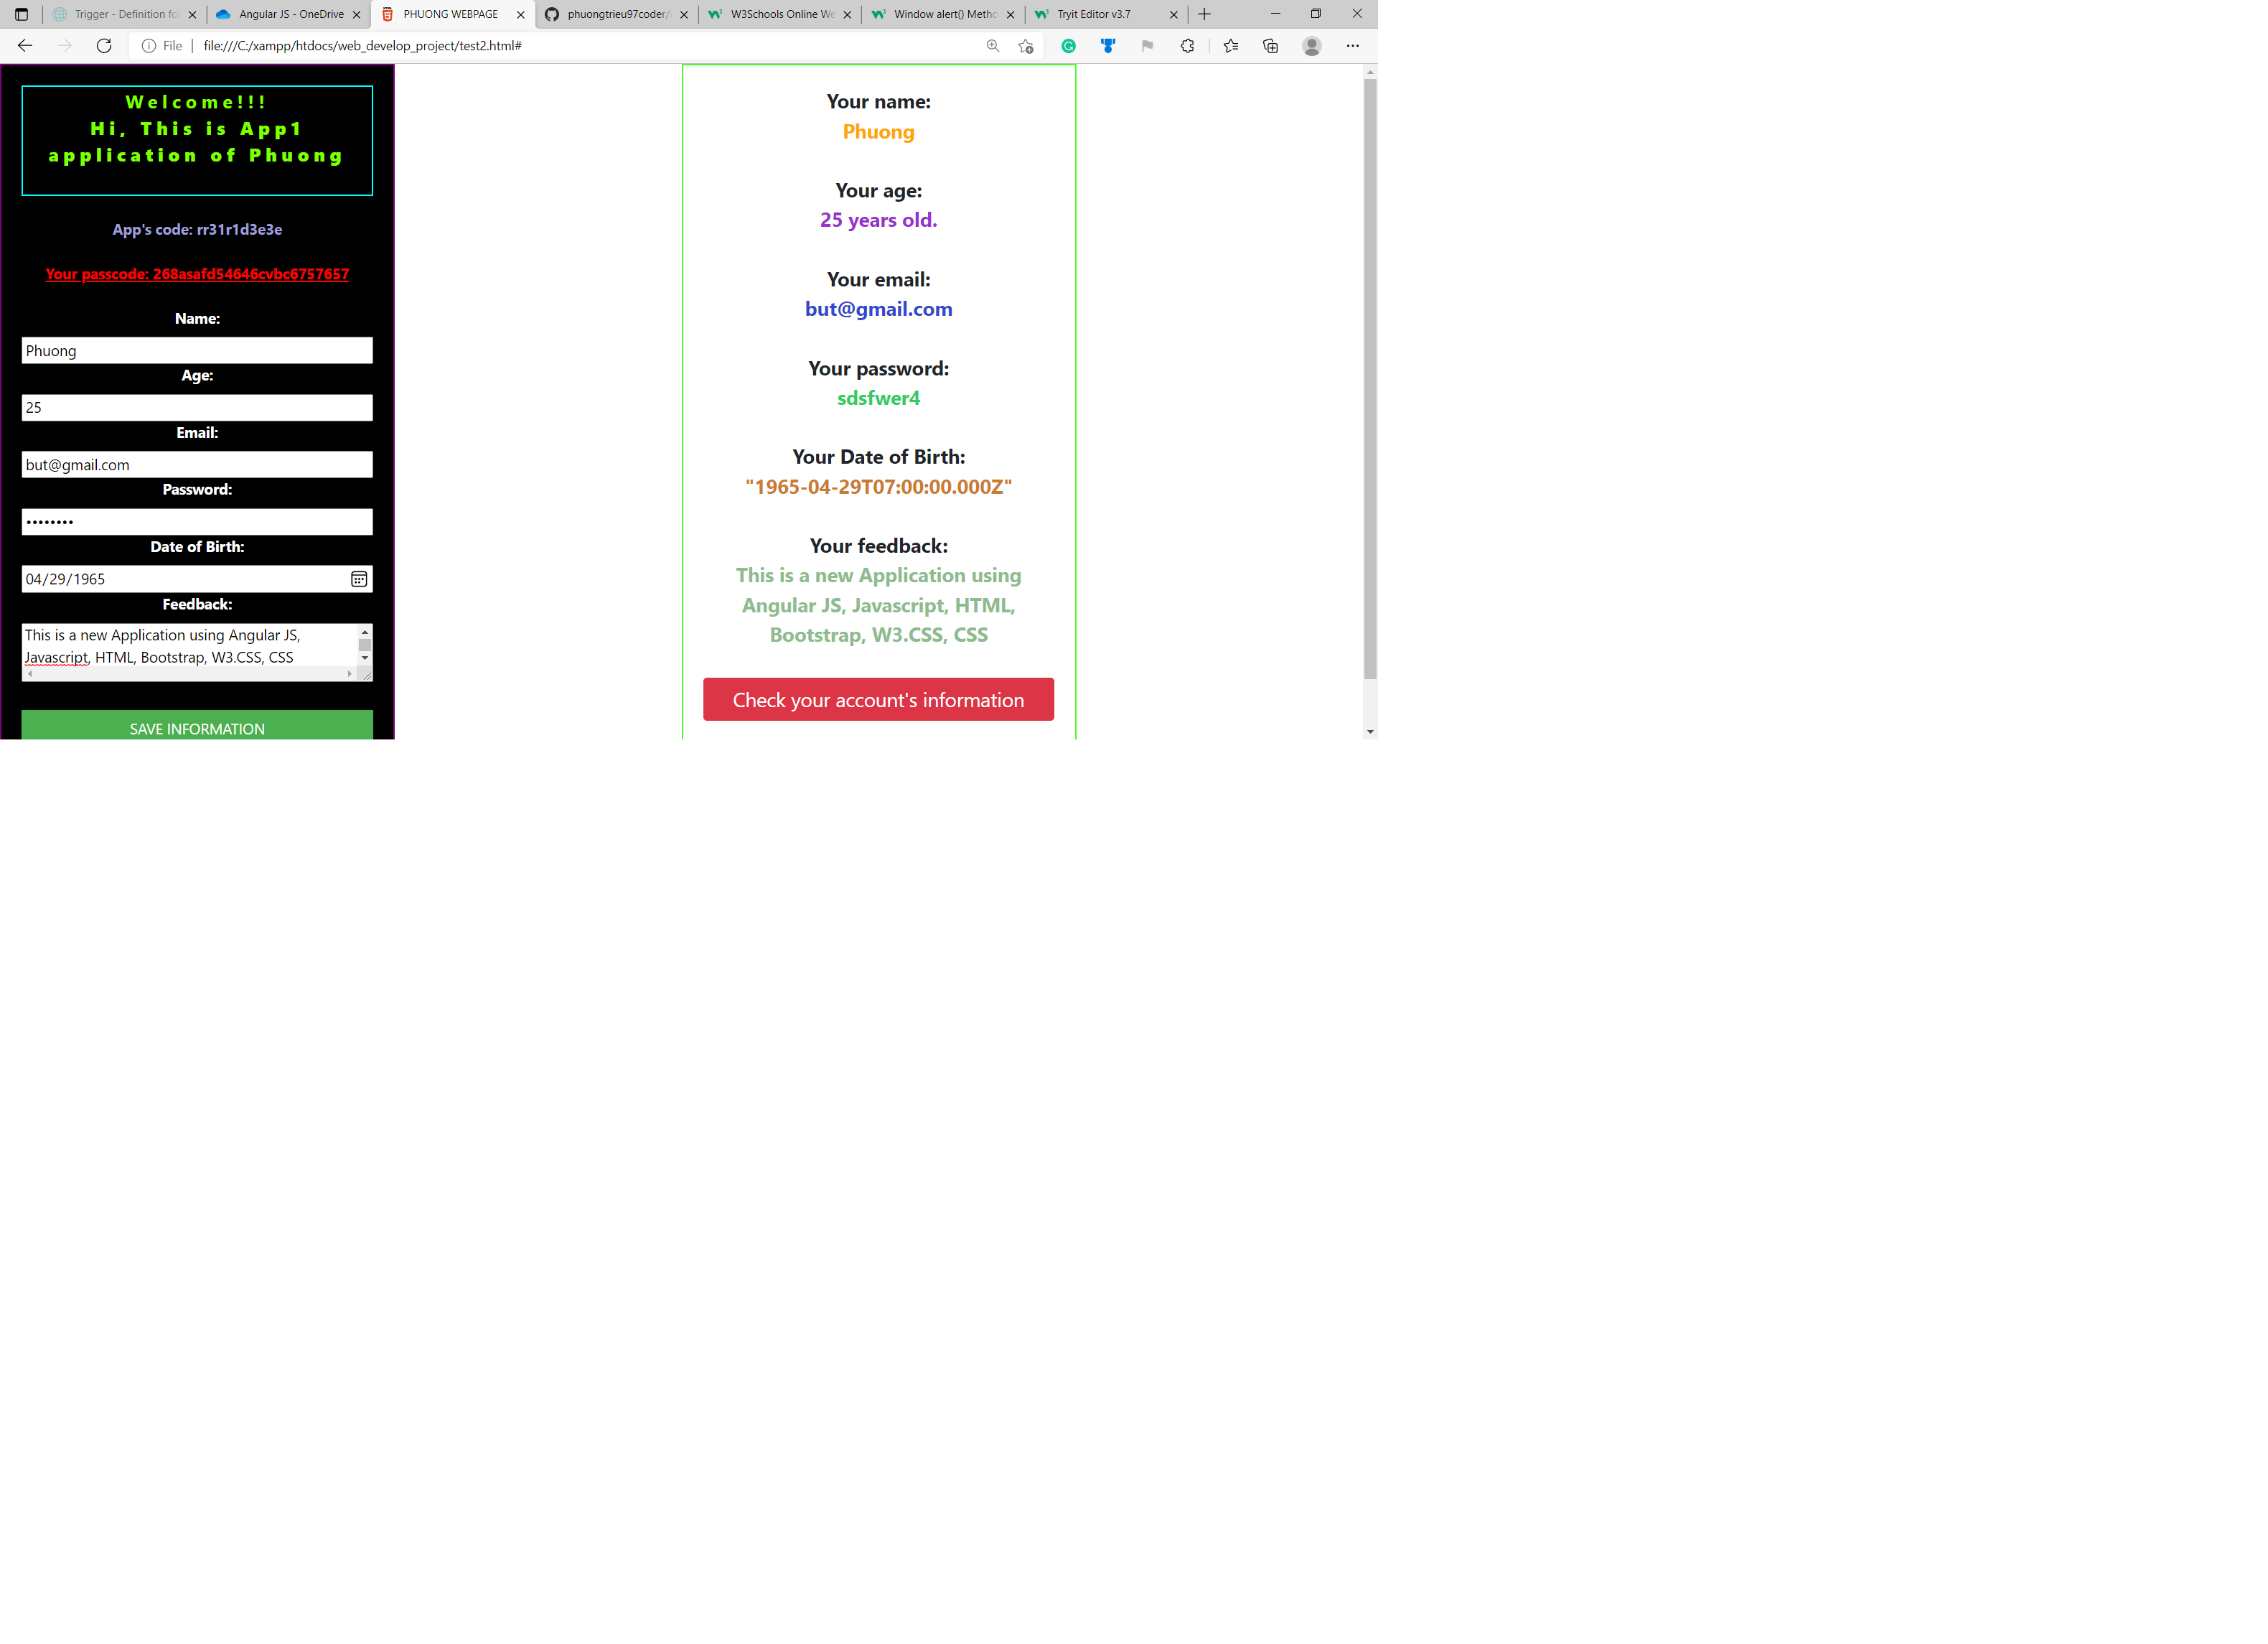 Trigger - Definition fo
Angular JS - OneDrive
PHUONG WEBPAGE
phuongtrieu97coder/
W3Schools Online We
Window alert() Metho
Tryit Editor v3.7
File
file:///C:/xampp/htdocs/web_develop_project/test2.html#
Welcome!!!
Hi, This is App1
application of Phuong
App's code: rr31r1d3e3e
Your passcode: 268asafd54646cvbc6757657
Name:
Phuong
Age:
25
Email:
but@gmail.com
Password:
••••••••
Date of Birth:
04/29/1965
Feedback:
This is a new Application using Angular JS,
Javascript, HTML, Bootstrap, W3.CSS, CSS
SAVE INFORMATION
Your name:
Phuong
Your age:
25 years old.
Your email:
but@gmail.com
Your password:
sdsfwer4
Your Date of Birth:
"1965-04-29T07:00:00.000Z"
Your feedback:
This is a new Application using
Angular JS, Javascript, HTML,
Bootstrap, W3.CSS, CSS
Check your account's information